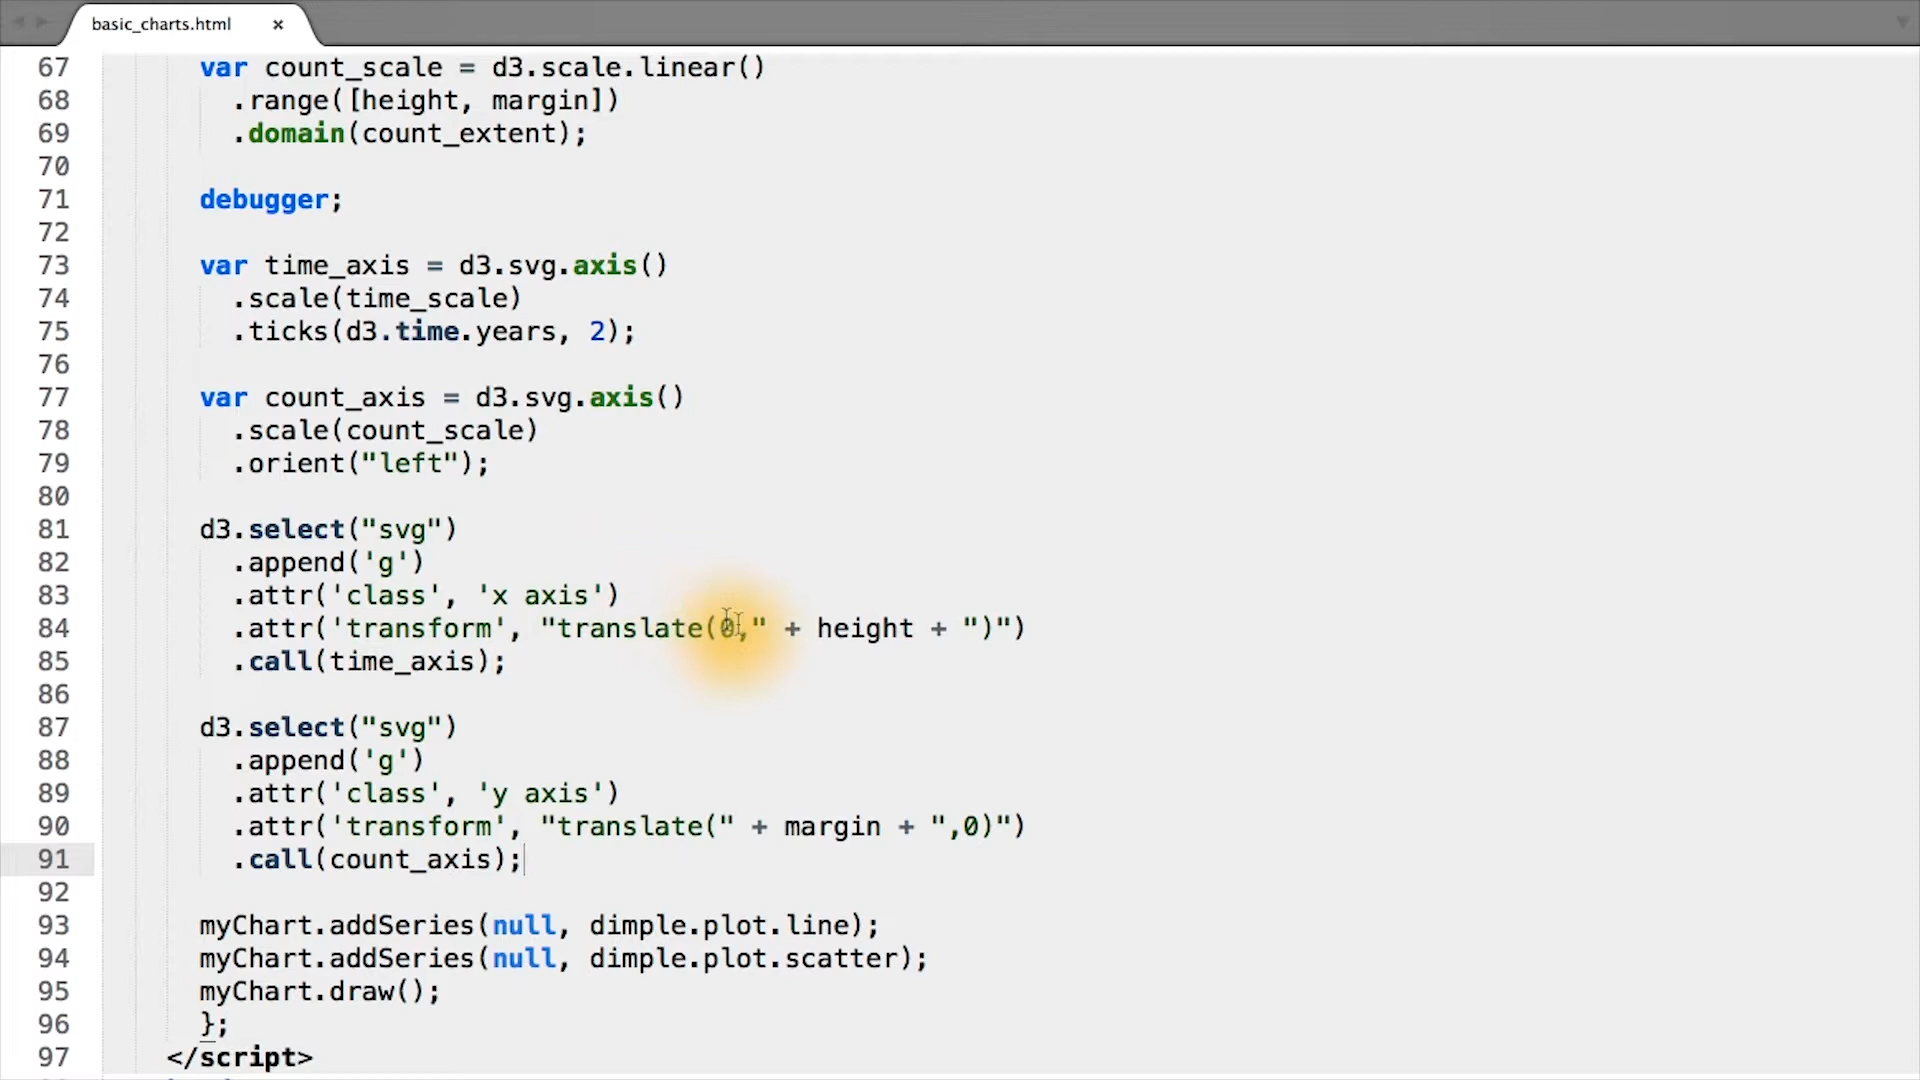 basic_charts.html ×
67 var count_scale = d3.scale.linear()
68 .range([height, margin])
69 .domain(count_extent);
70
71 debugger;
72
73 var time_axis = d3.svg.axis()
74 .scale(time_scale)
75 .ticks(d3.time.years, 2);
76
77 var count_axis = d3.svg.axis()
78 .scale(count_scale)
79 .orient("left");
80
81 d3.select("svg")
82 .append('g')
83 .attr('class', 'x axis')
84 .attr('transform', "translate(0," + height + ")")
85 .call(time_axis);
86
87 d3.select("svg")
88 .append('g')
89 .attr('class', 'y axis')
90 .attr('transform', "translate(" + margin + ",0)")
91 .call(count_axis);
92
93 myChart.addSeries(null, dimple.plot.line);
94 myChart.addSeries(null, dimple.plot.scatter);
95 myChart.draw();
96 };
97 </script>